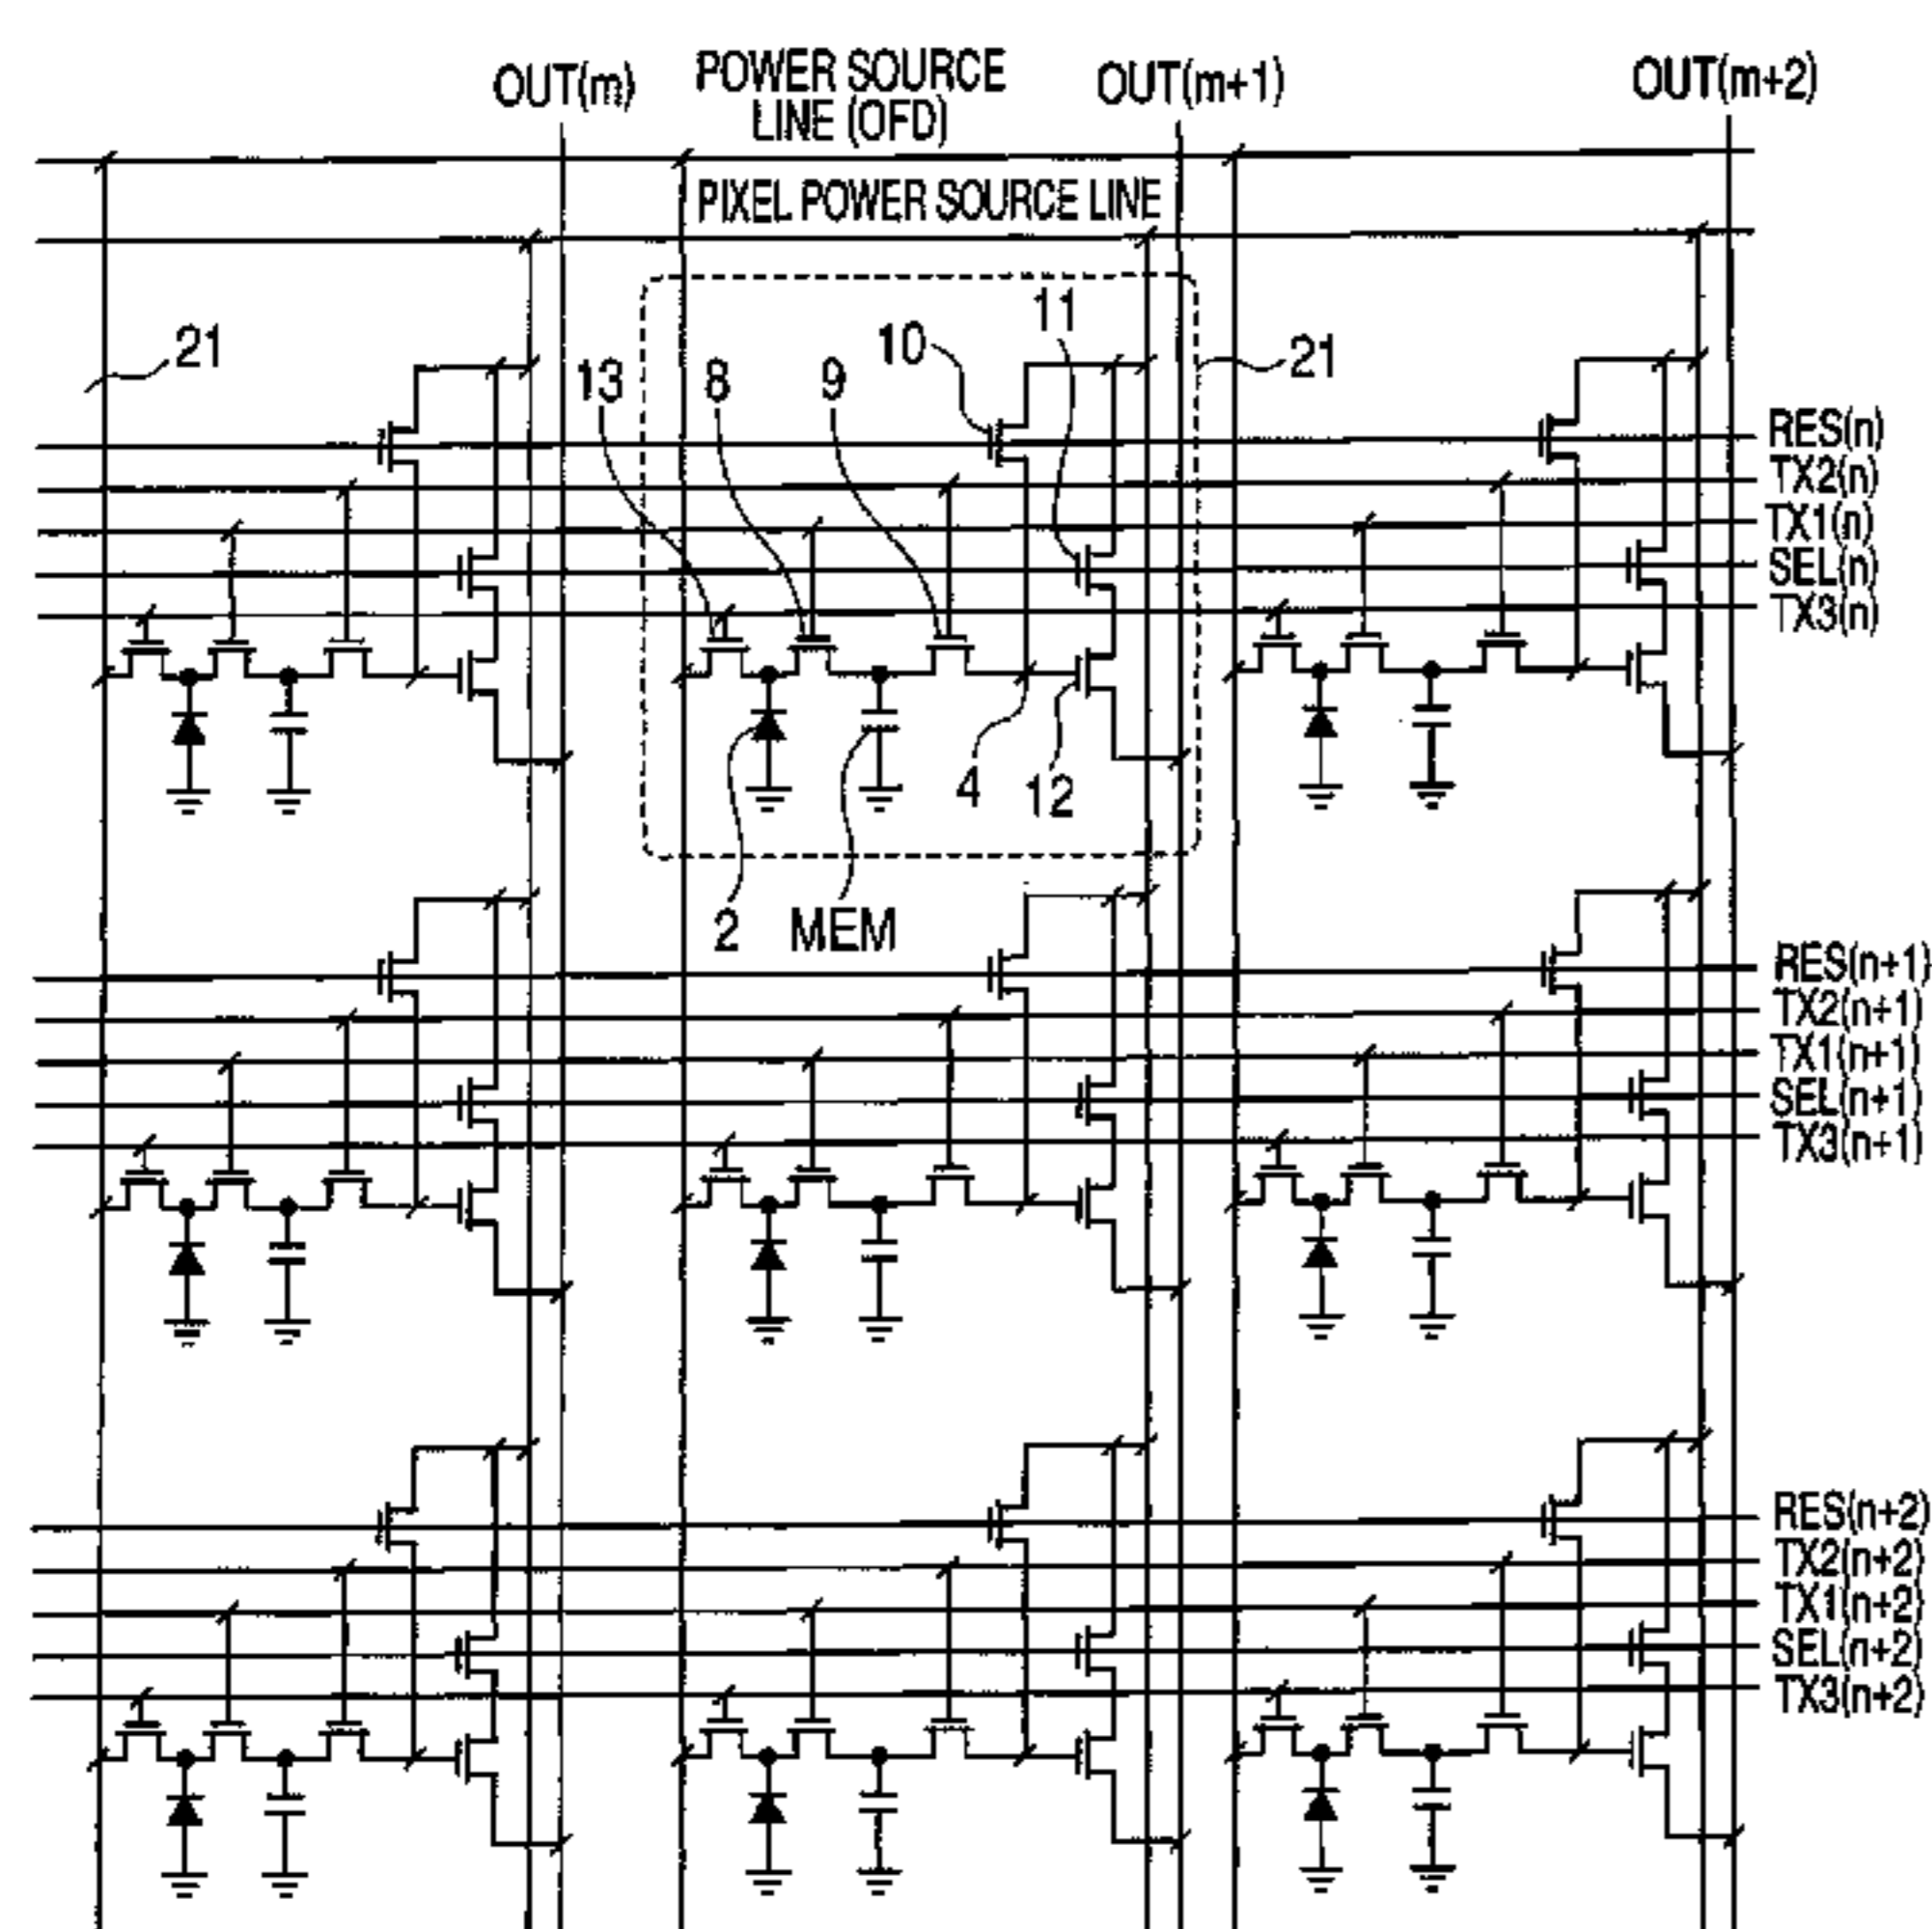 OUT(m)
POWER SOURCE
LINE (OFD)
OUT(m+1)
OUT(m+2)
PIXEL POWER SOURCE LINE
21
13
8
9
10
11
21
RES(n)
TX2(n)
TX1(n)
SEL(n)
TX3(n)
4
12
2
MEM
RES(n+1)
TX2(n+1)
TX1(n+1)
SEL(n+1)
TX3(n+1)
RES(n+2)
TX2(n+2)
TX1(n+2)
SEL(n+2)
TX3(n+2)